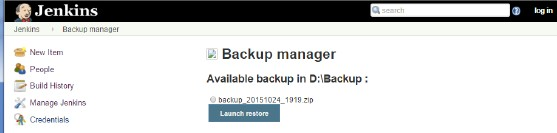 Jenkins
search
log in
Jenkins
Backup manager
New Item
People
Build History
Manage Jenkins
Credentials
Backup manager
Available backup in D:\Backup :
backup_20151024_1919.zip
Launch restore